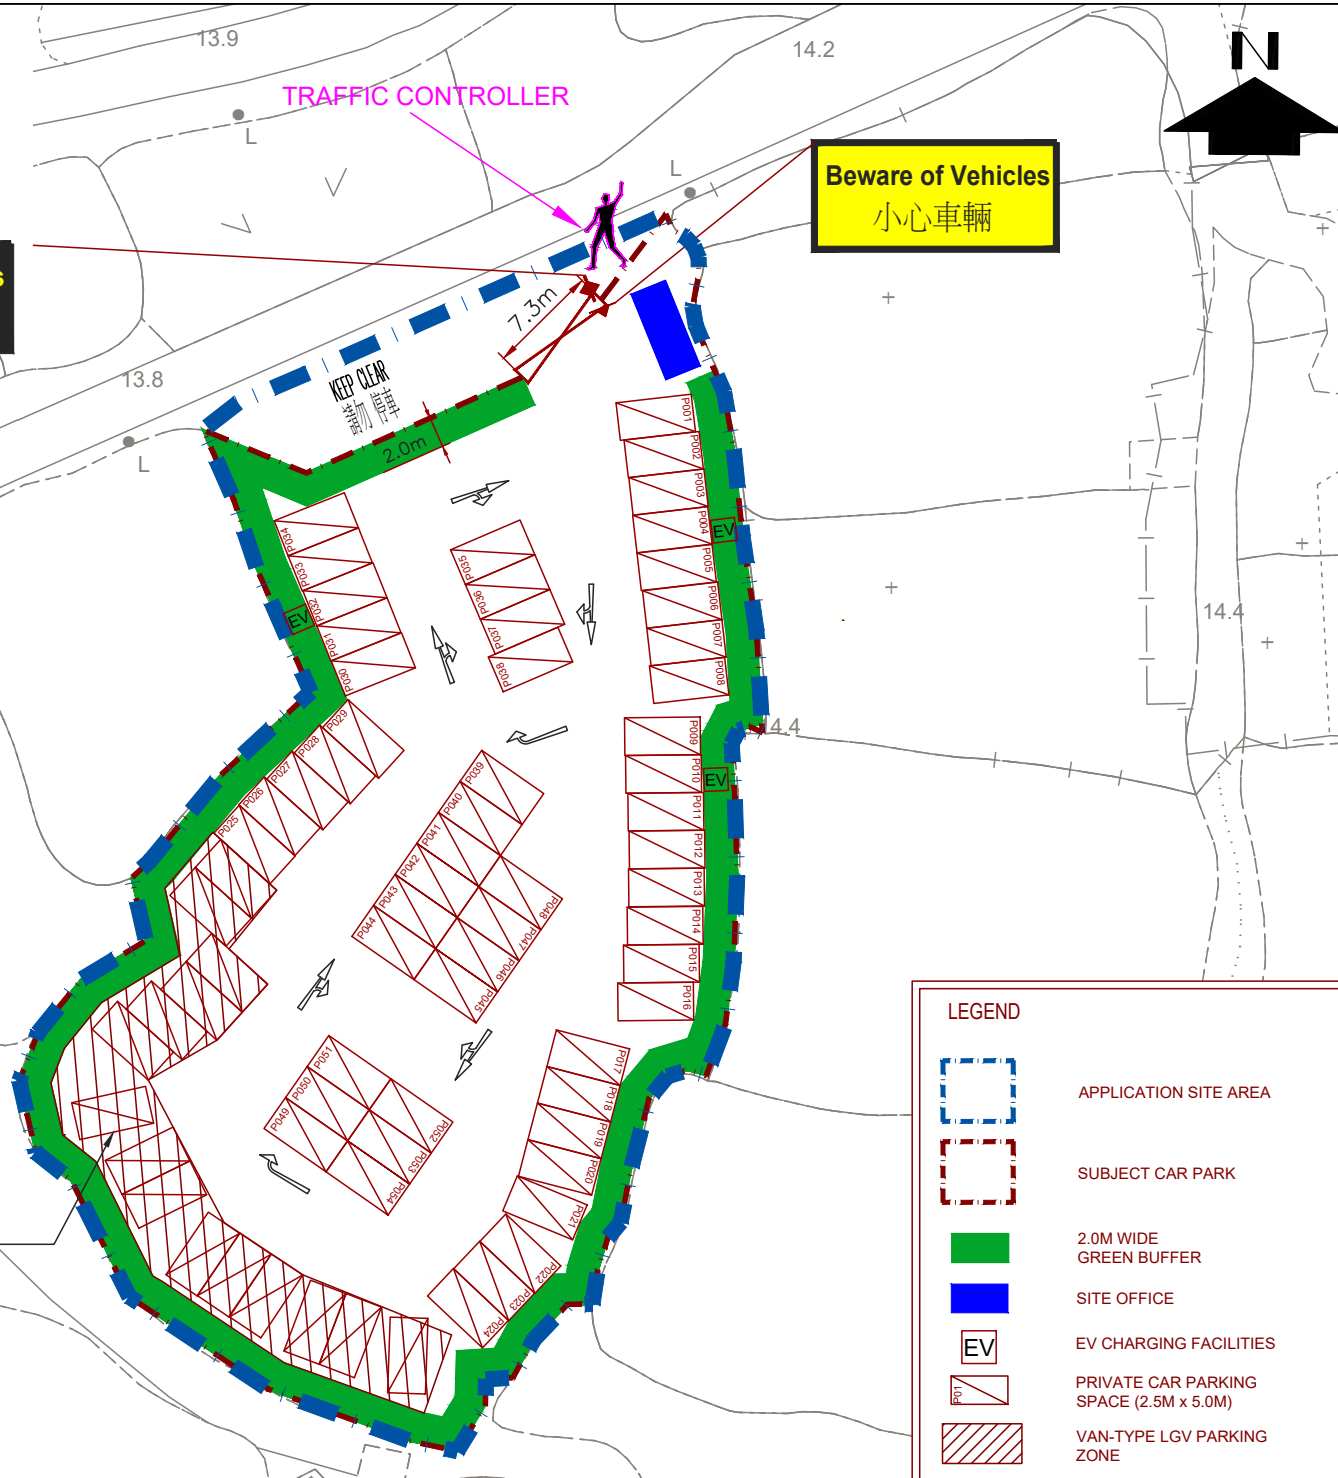 13.9
14.2
N
TRAFFIC CONTROLLER
L
L
Beware of Vehicles
小心車輛
s
7.3m
13.8
KEEP CLEAR
請勿停車
2.0m
L
P001
P002
P003
P004
EV
P005
P006
P007
P008
P034
P033
P032
EV
P031
P030
P035
P036
P037
P038
14.4
4.4
P029
P028
P027
P026
P025
P009
P010
EV
P011
P012
P013
P014
P015
P016
P039
P040
P041
P042
P043
P044
P048
P047
P046
P045
P051
P050
P049
P052
P053
P054
P017
P018
P019
P020
P021
P022
P023
P024
LEGEND
APPLICATION SITE AREA
SUBJECT CAR PARK
2.0M WIDE
GREEN BUFFER
SITE OFFICE
EV
EV CHARGING FACILITIES
P01
PRIVATE CAR PARKING
SPACE (2.5M x 5.0M)
VAN-TYPE LGV PARKING
ZONE